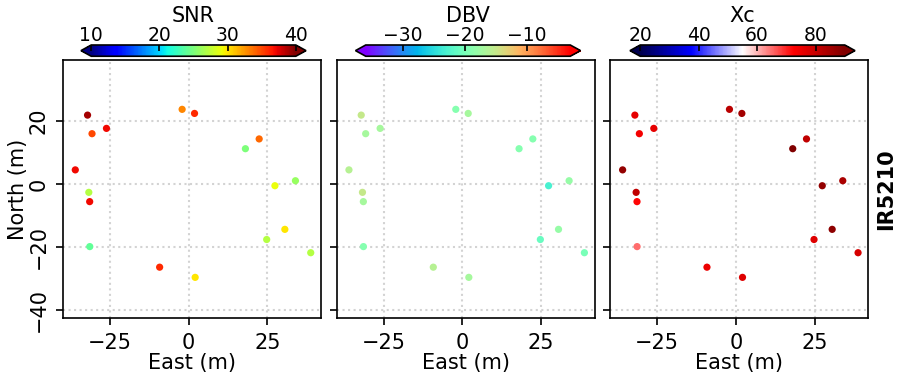 SNR DBV Xc
10 20 30 40 −30 −20 −10 20 40 60 80
20
0
−20
−40
North (m)
−25 0 25 −25 0 25 −25 0 25
East (m) East (m) East (m)
IR5210